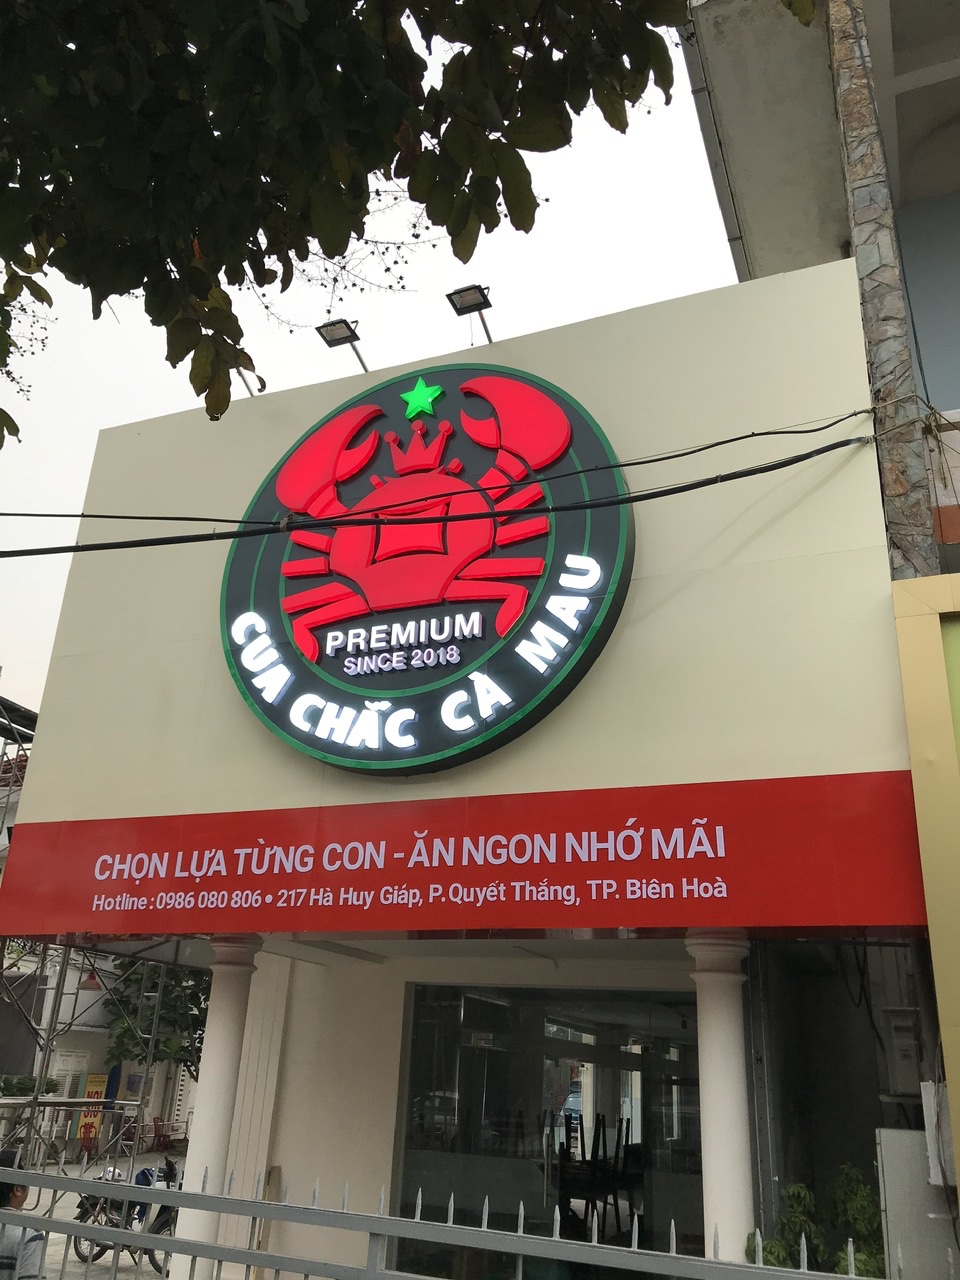 PREMIUM
SINCE 2018
CUA CHẮC CÀ MAU
CHỌN LỰA TỪNG CON - ĂN NGON NHỚ MÃI
Hotline : 0986 080 806 • 217 Hà Huy Giáp, P. Quyết Thắng, TP. Biên Hoà